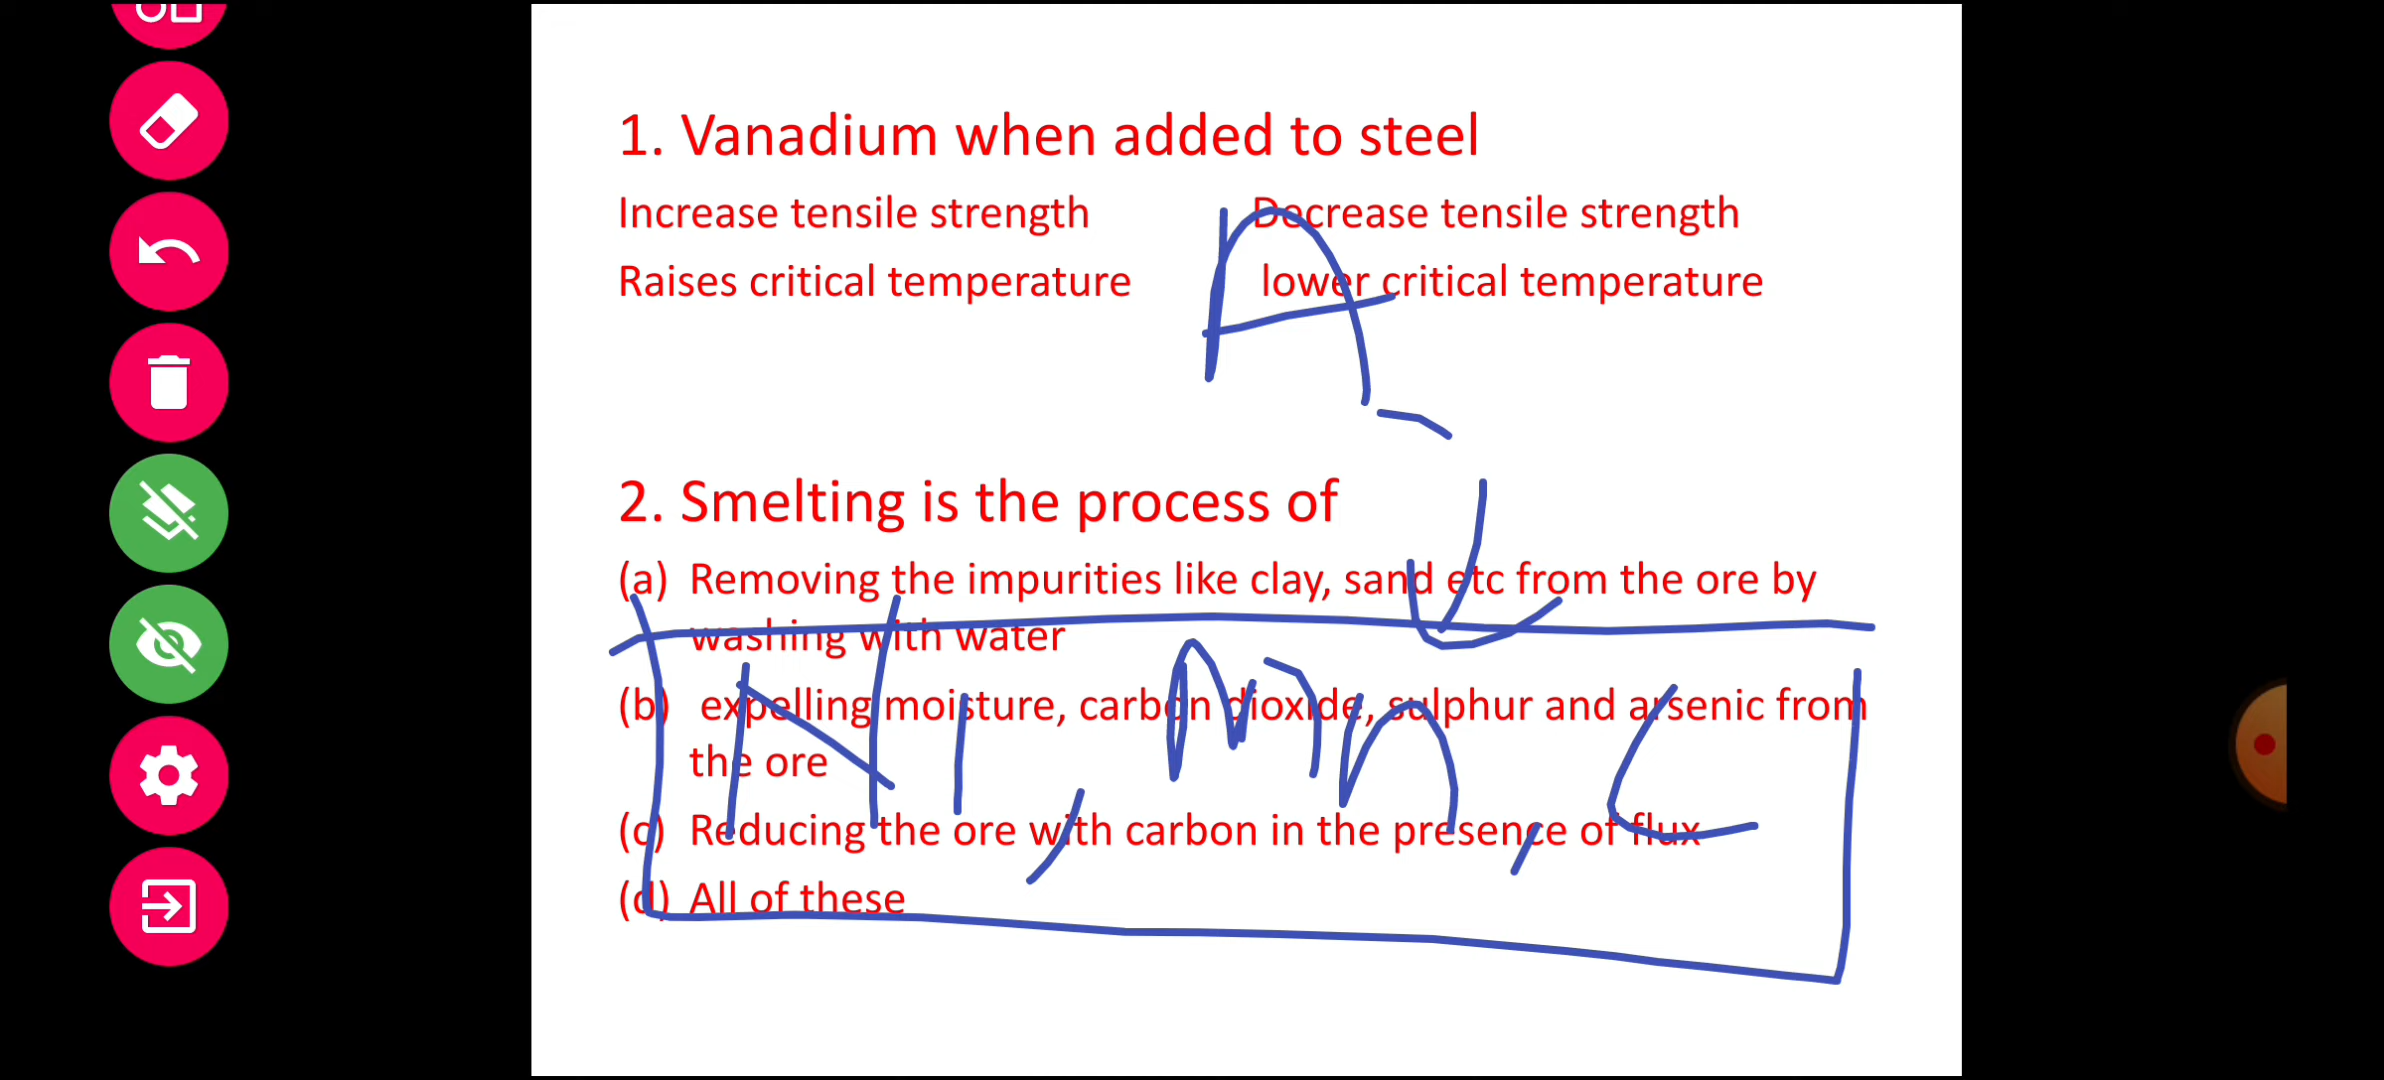 1. Vanadium when added to steel
Increase tensile strength Decrease tensile strength
Raises critical temperature lower critical temperature
A
2. Smelting is the process of
(a) Removing the impurities like clay, sand etc from the ore by
washing with water
(b) expelling moisture, carbon dioxide, sulphur and arsenic from
the ore
Ni, Mn, C
(c) Reducing the ore with carbon in the presence of flux
(d) All of these